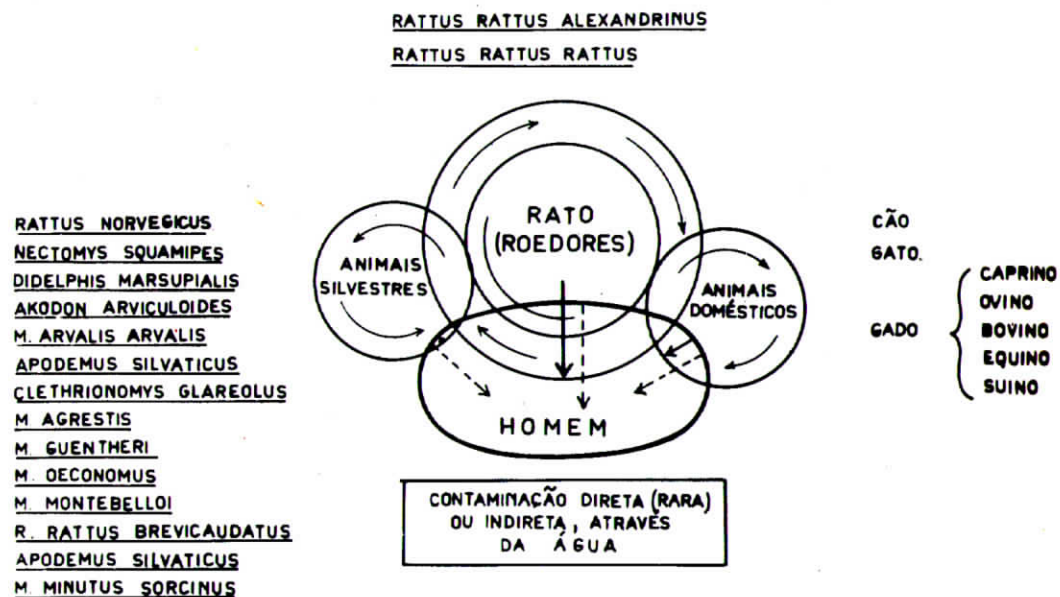 RATTUS RATTUS ALEXANDRINUS
RATTUS RATTUS RATTUS
RATTUS NORVEGICUS
NECTOMYS SQUAMIPES
DIDELPHIS MARSUPIALIS
AKODON ARVICULOIDES
M. ARVALIS ARVALIS
APODEMUS SILVATICUS
CLETHRIONOMYS GLAREOLUS
M AGRESTIS
M. GUENTHERI
M. OECONOMUS
M. MONTEBELLOI
R. RATTUS BREVICAUDATUS
APODEMUS SILVATICUS
M. MINUTUS SORCINUS
RATO
(ROEDORES)
ANIMAIS
SILVESTRES
ANIMAIS
DOMÉSTICOS
HOMEM
CONTAMINAÇÃO DIRETA (RARA)
OU INDIRETA, ATRAVÉS
DA ÁGUA
CÃO
GATO.
GADO
CAPRINO
OVINO
BOVINO
EQUINO
SUINO